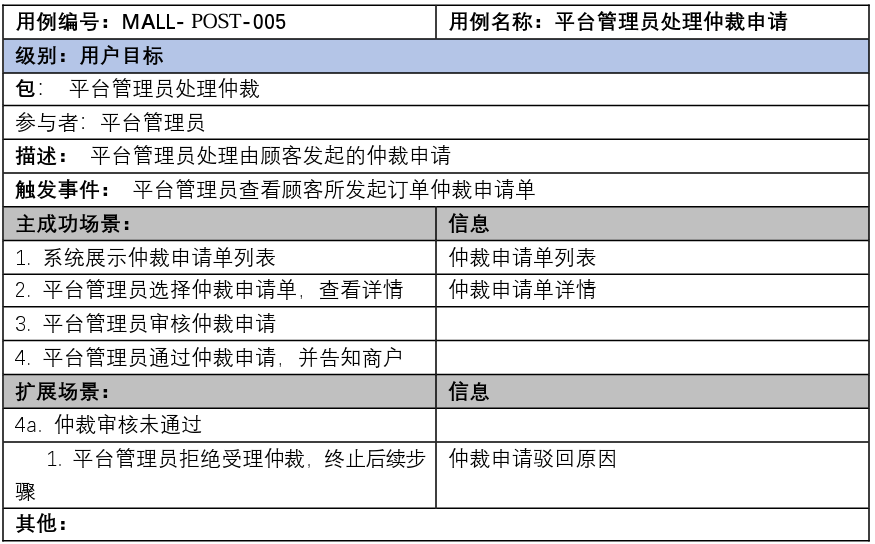 用例编号：MALL- POST-005
用例名称：平台管理员处理仲裁申请
级别：用户目标
包： 平台管理员处理仲裁
参与者：平台管理员
描述： 平台管理员处理由顾客发起的仲裁申请
触发事件： 平台管理员查看顾客所发起订单仲裁申请单
主成功场景：
信息
1. 系统展示仲裁申请单列表
仲裁申请单列表
2. 平台管理员选择仲裁申请单，查看详情
仲裁申请单详情
3. 平台管理员审核仲裁申请
4. 平台管理员通过仲裁申请，并告知商户
扩展场景：
信息
4a. 仲裁审核未通过
1. 平台管理员拒绝受理仲裁，终止后续步
骤
仲裁申请驳回原因
其他：